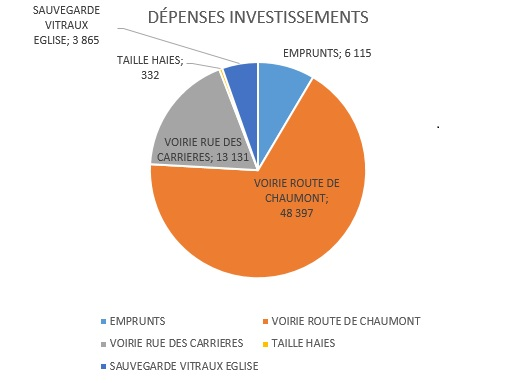 DÉPENSES INVESTISSEMENTS
SAUVEGARDE
VITRAUX
EGLISE; 3 865
TAILLE HAIES;
332
EMPRUNTS; 6 115
VOIRIE RUE DES
CARRIERES; 13 131
VOIRIE ROUTE DE
CHAUMONT;
48 397
.
EMPRUNTS
VOIRIE ROUTE DE CHAUMONT
VOIRIE RUE DES CARRIERES
TAILLE HAIES
SAUVEGARDE VITRAUX EGLISE